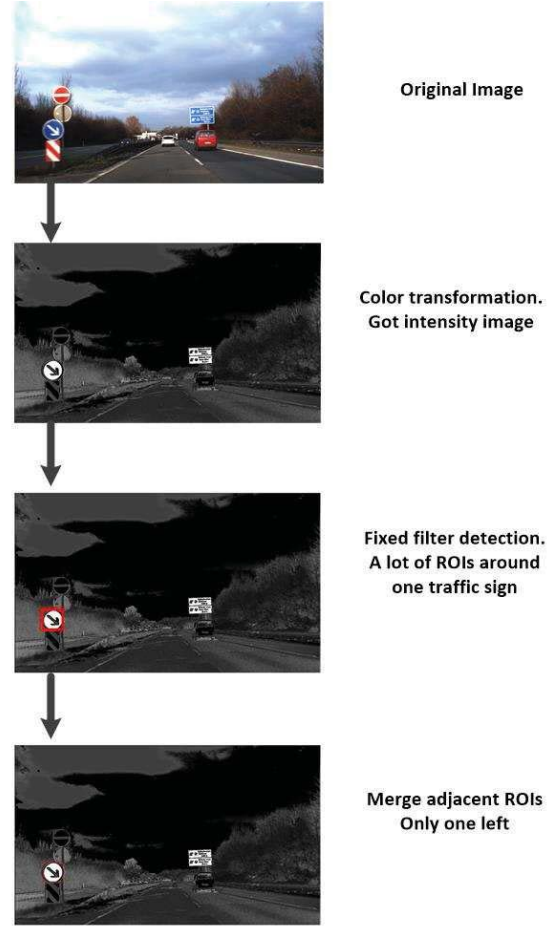 Original Image
Color transformation.
Got intensity image
Fixed filter detection.
A lot of ROIs around
one traffic sign
Merge adjacent ROIs
Only one left